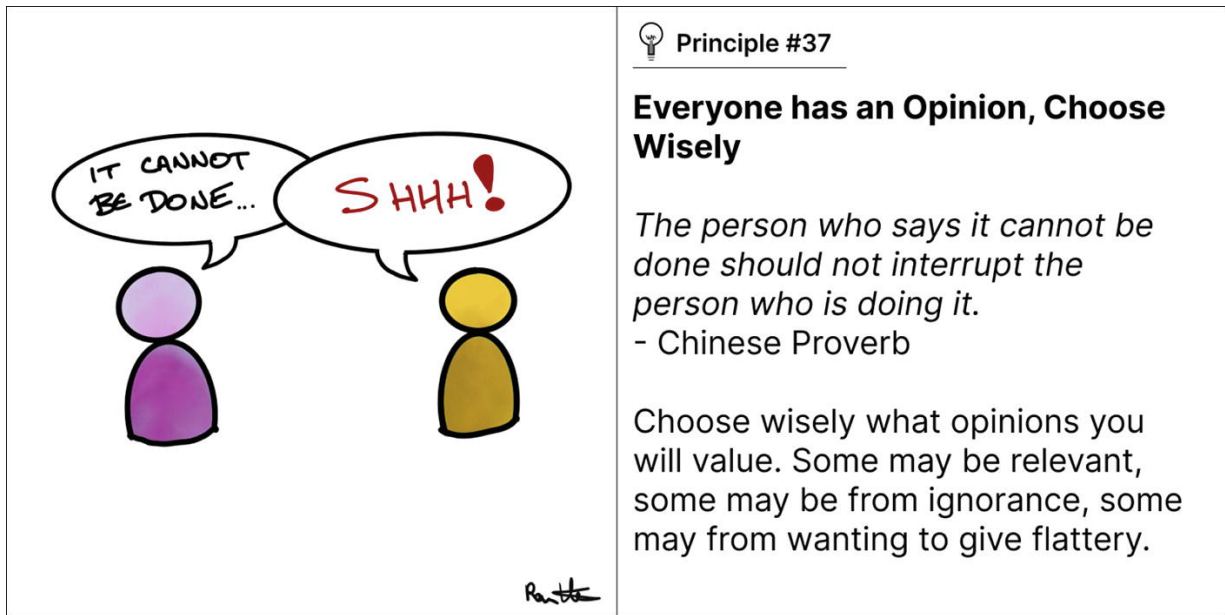 IT CANNOT
BE DONE...
SHHH!
Principle #37
Everyone has an Opinion, Choose
Wisely
The person who says it cannot be
done should not interrupt the
person who is doing it.
- Chinese Proverb
Choose wisely what opinions you
will value. Some may be relevant,
some may be from ignorance, some
may from wanting to give flattery.